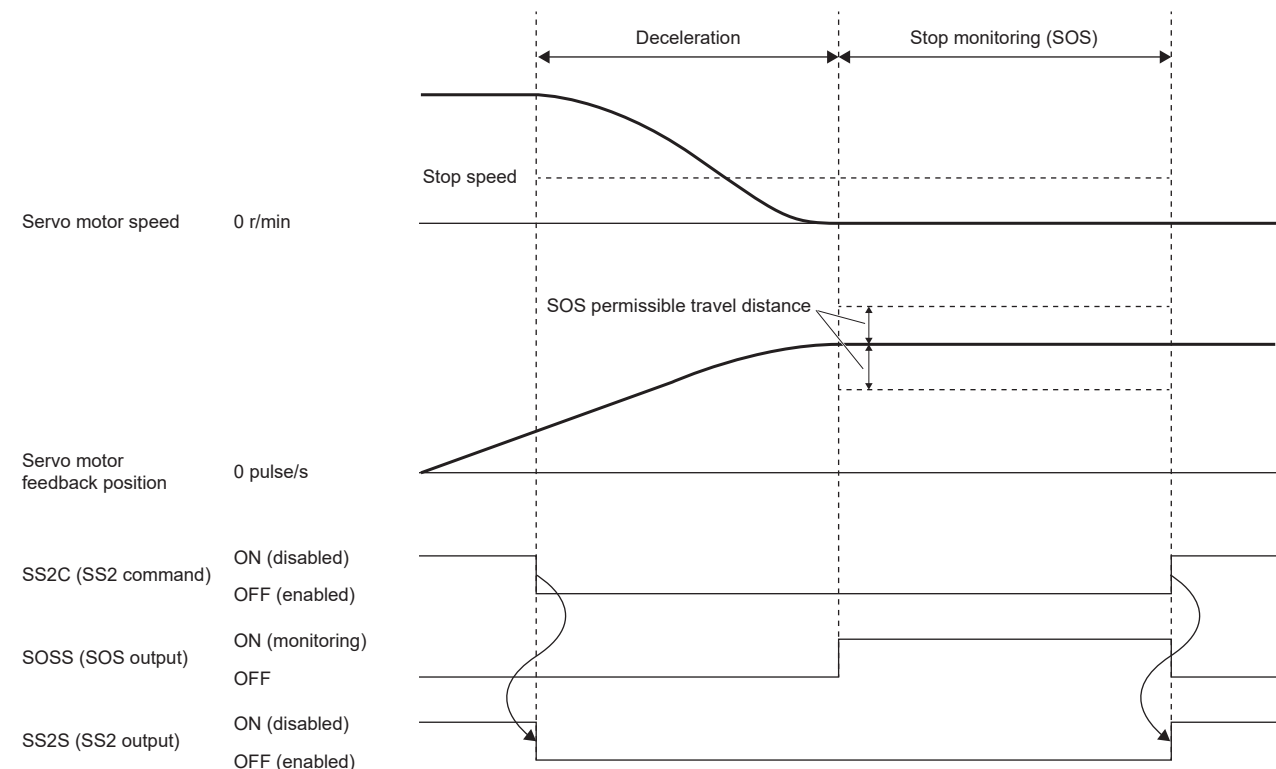 Deceleration
Stop monitoring (SOS)
Stop speed
Servo motor speed
0 r/min
SOS permissible travel distance
Servo motor
feedback position
0 pulse/s
SS2C (SS2 command)
ON (disabled)
OFF (enabled)
SOSS (SOS output)
ON (monitoring)
OFF
SS2S (SS2 output)
ON (disabled)
OFF (enabled)